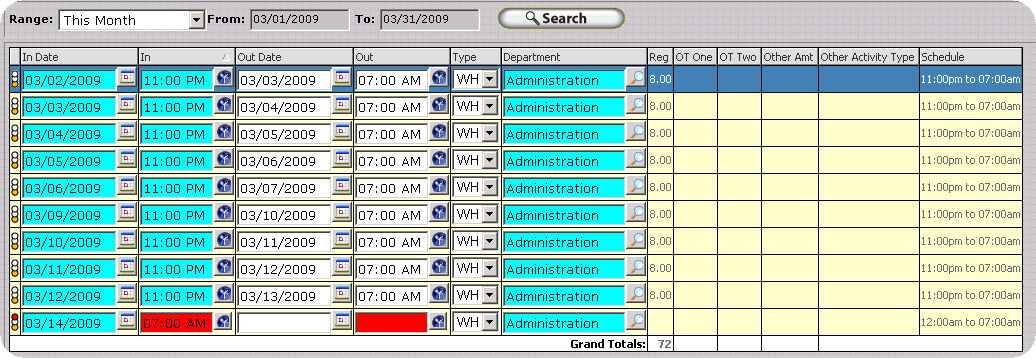 Range: This Month From: 03/01/2009 To: 03/31/2009 Search
In Date In Out Date Out Type Department Reg OT One OT Two Other Amt Other Activity Type Schedule
03/02/2009 11:00 PM 03/03/2009 07:00 AM WH Administration 8.00 11:00pm to 07:00am
03/03/2009 11:00 PM 03/04/2009 07:00 AM WH Administration 8.00 11:00pm to 07:00am
03/04/2009 11:00 PM 03/05/2009 07:00 AM WH Administration 8.00 11:00pm to 07:00am
03/05/2009 11:00 PM 03/06/2009 07:00 AM WH Administration 8.00 11:00pm to 07:00am
03/06/2009 11:00 PM 03/07/2009 07:00 AM WH Administration 8.00 11:00pm to 07:00am
03/09/2009 11:00 PM 03/10/2009 07:00 AM WH Administration 8.00 11:00pm to 07:00am
03/10/2009 11:00 PM 03/11/2009 07:00 AM WH Administration 8.00 11:00pm to 07:00am
03/11/2009 11:00 PM 03/12/2009 07:00 AM WH Administration 8.00 11:00pm to 07:00am
03/12/2009 11:00 PM 03/13/2009 07:00 AM WH Administration 8.00 11:00pm to 07:00am
03/14/2009 07:00 AM WH Administration 12:00am to 07:00am
Grand Totals: 72